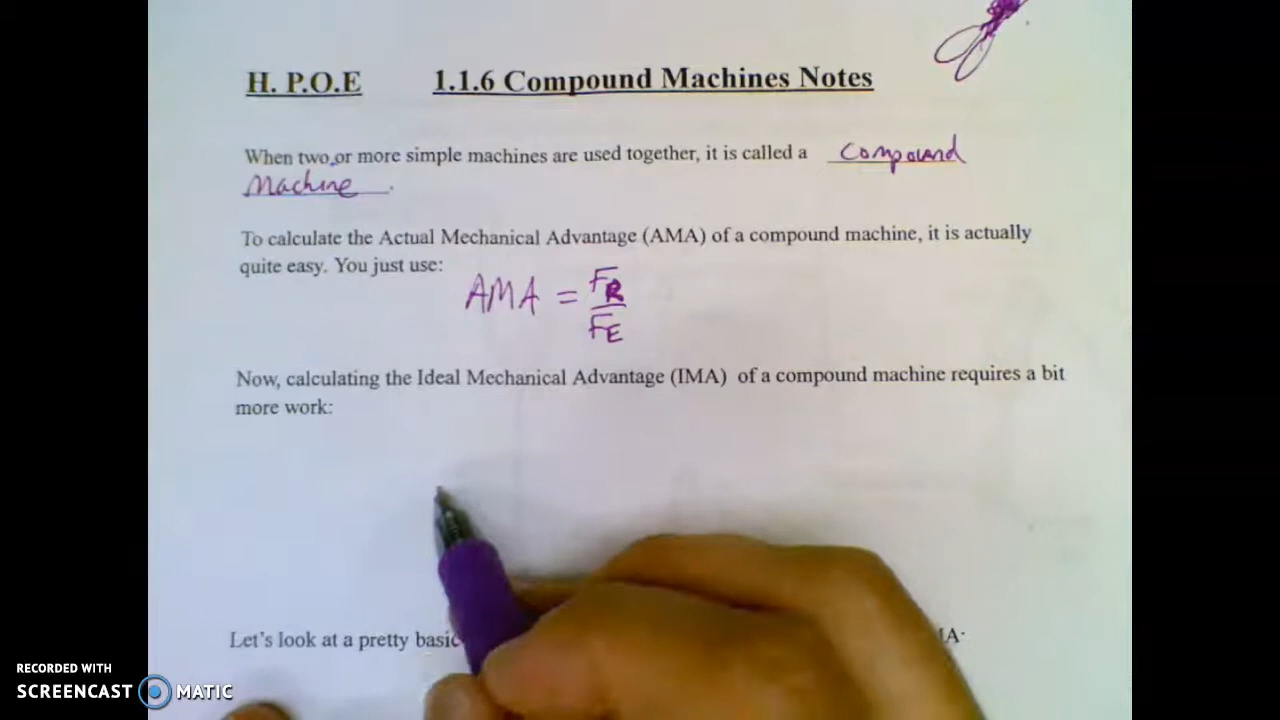 H. P.O.E 1.1.6 Compound Machines Notes
When two or more simple machines are used together, it is called a Compound
Machine.
To calculate the Actual Mechanical Advantage (AMA) of a compound machine, it is actually
quite easy. You just use:
AMA = FR
FE
Now, calculating the Ideal Mechanical Advantage (IMA) of a compound machine requires a bit
more work:
Let's look at a pretty basic
RECORDED WITH
SCREENCAST MATIC